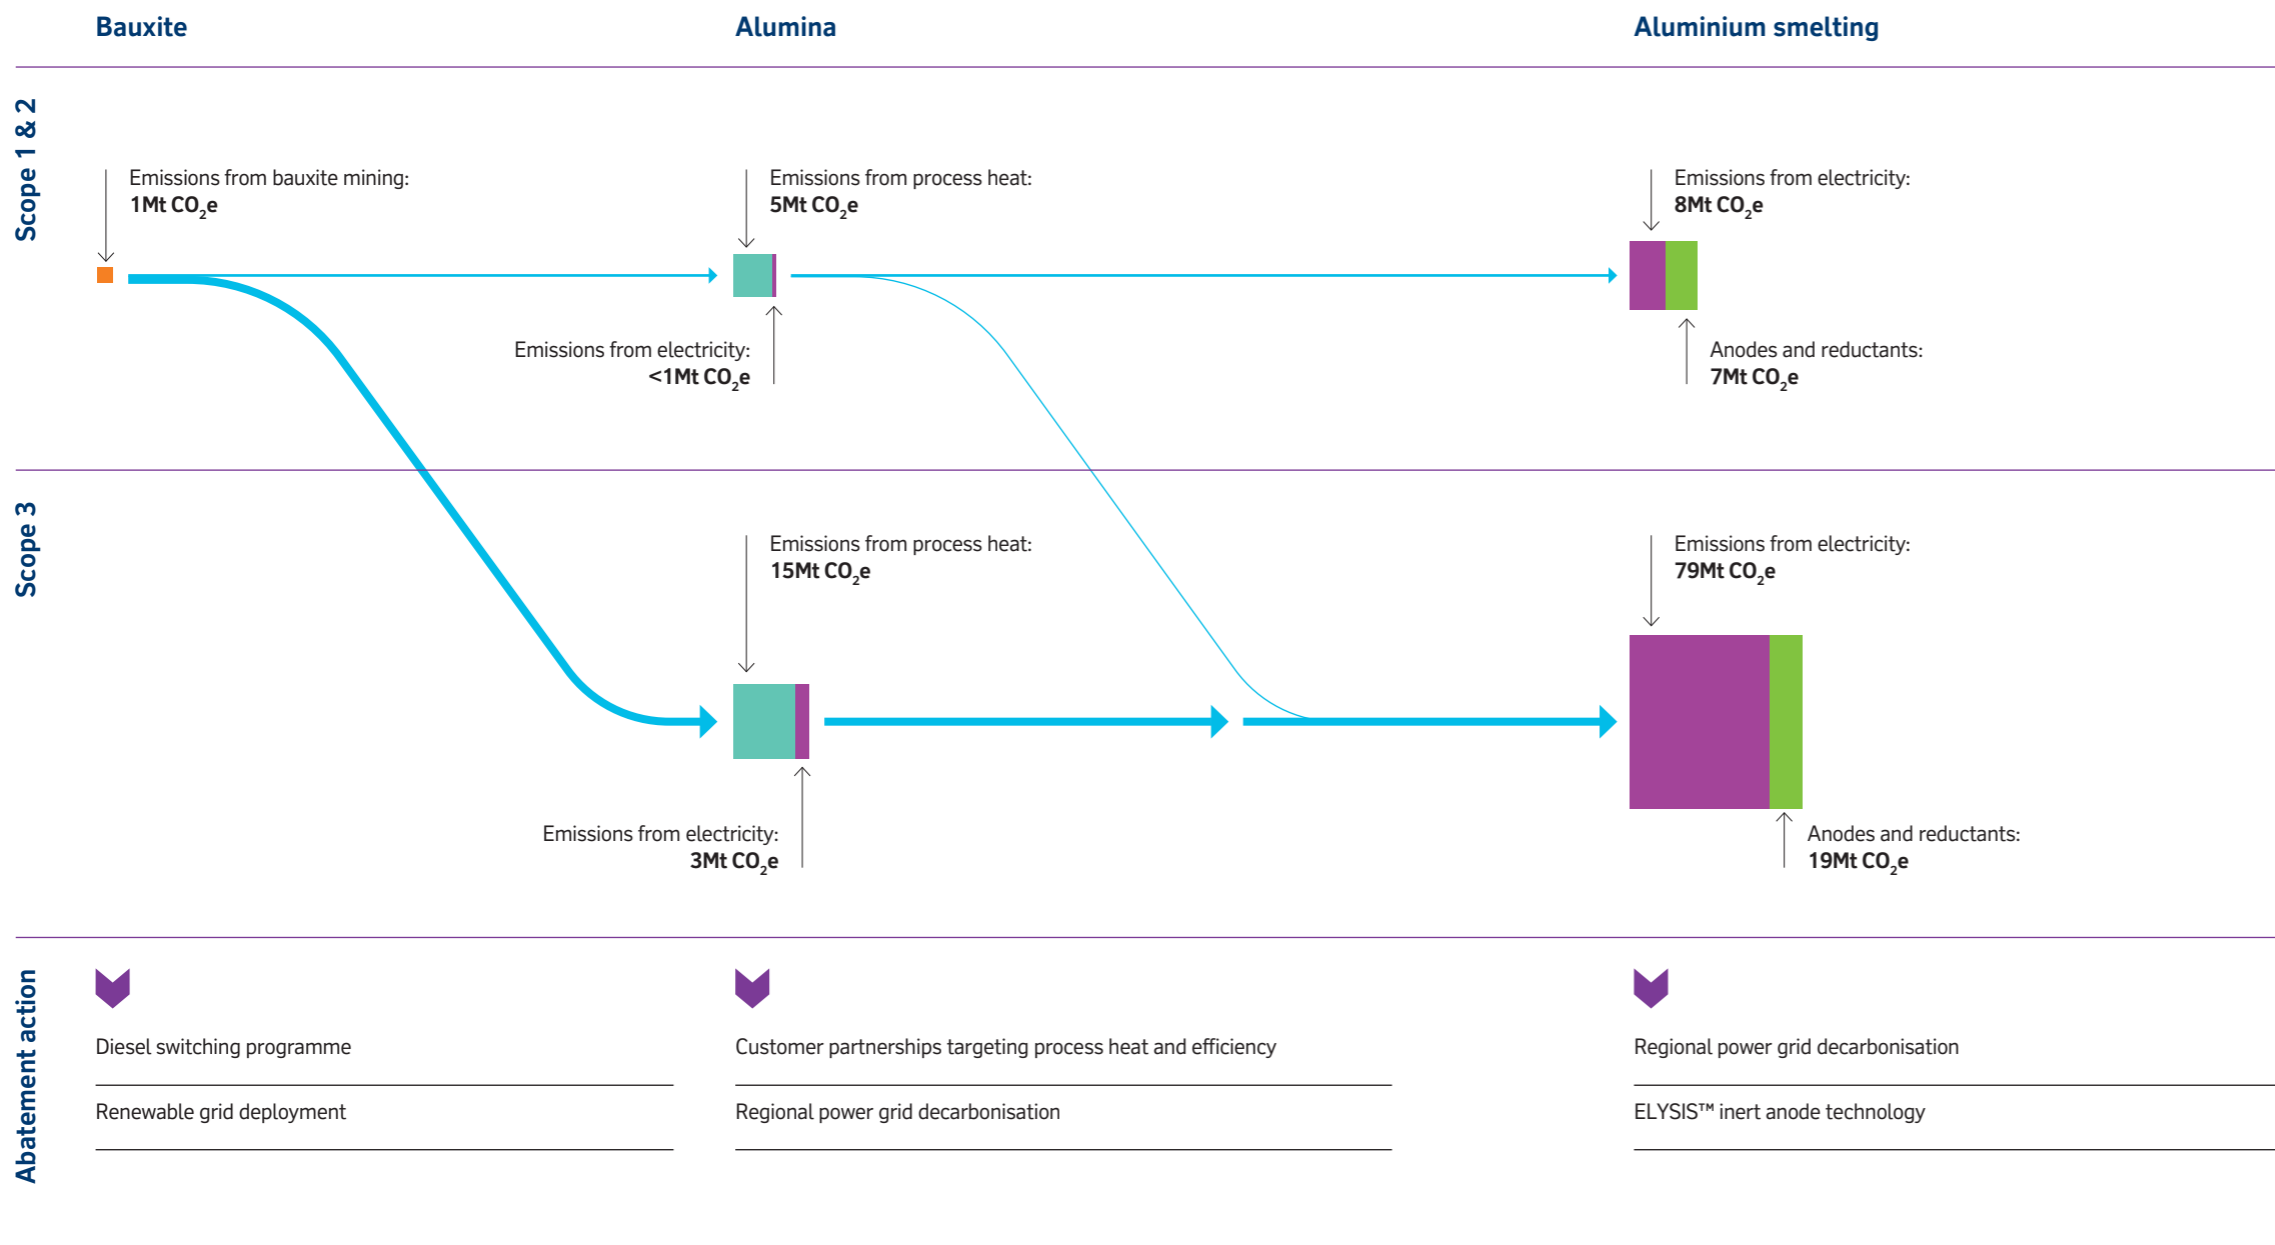 Bauxite
Alumina
Aluminium smelting
Scope 1 & 2
Emissions from bauxite mining:
1Mt CO₂e
Emissions from process heat:
5Mt CO₂e
Emissions from electricity:
<1Mt CO₂e
Emissions from electricity:
8Mt CO₂e
Anodes and reductants:
7Mt CO₂e
Scope 3
Emissions from process heat:
15Mt CO₂e
Emissions from electricity:
3Mt CO₂e
Emissions from electricity:
79Mt CO₂e
Anodes and reductants:
19Mt CO₂e
Abatement action
Diesel switching programme
Renewable grid deployment
Customer partnerships targeting process heat and efficiency
Regional power grid decarbonisation
Regional power grid decarbonisation
ELYSIS™ inert anode technology